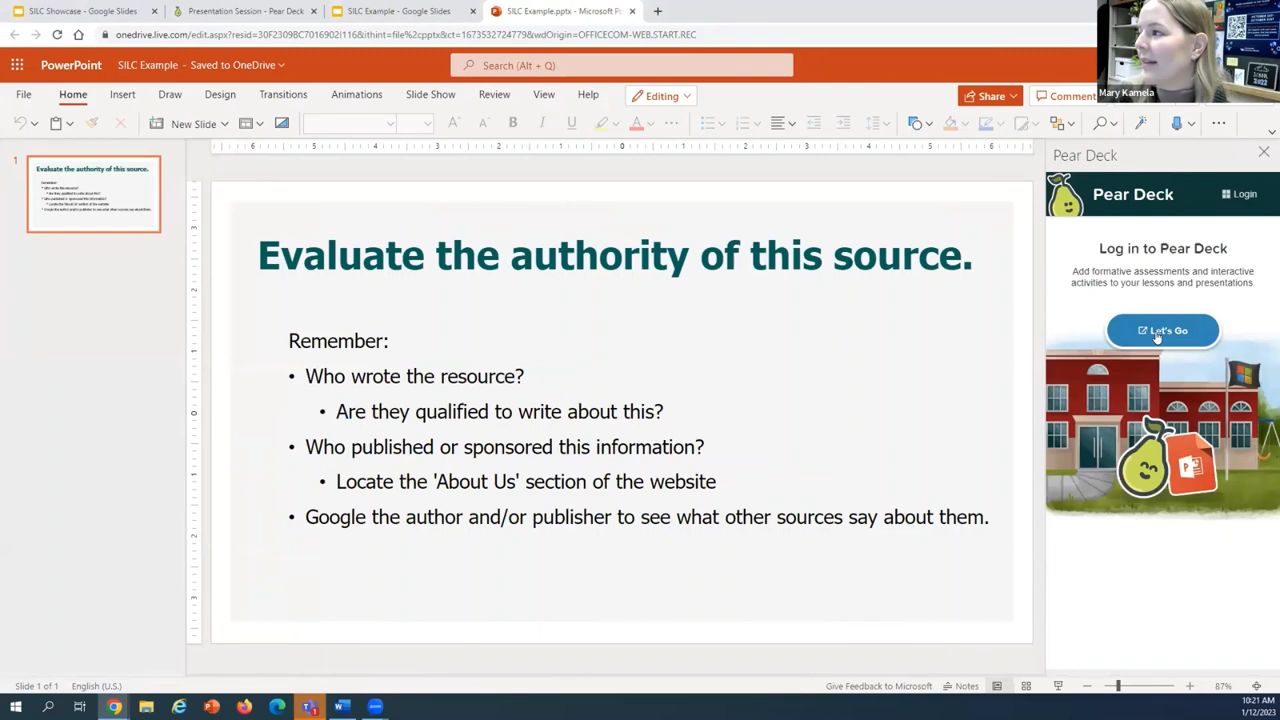 SILC Showcase - Google Slides
Presentation Session - Pear Deck
SILC Example - Google Slides
SILC Example.pptx - Microsoft Po
PowerPoint
SILC Example - Saved to OneDrive
Search (Alt + Q)
File Home Insert Draw Design Transitions Animations Slide Show Review View Help Editing Share Comment
Mary Kamela
New Slide
1
Evaluate the authority of this source.
Remember:
• Who wrote the resource?
• Are they qualified to write about this?
• Who published or sponsored this information?
• Locate the 'About Us' section of the website
• Google the author and/or publisher to see what other sources say about them.
Pear Deck
Pear Deck
Login
Log in to Pear Deck
Add formative assessments and interactive
activities to your lessons and presentations.
Let's Go
Slide 1 of 1 English (U.S.) Give Feedback to Microsoft Notes 87%
10:21 AM
1/12/2023